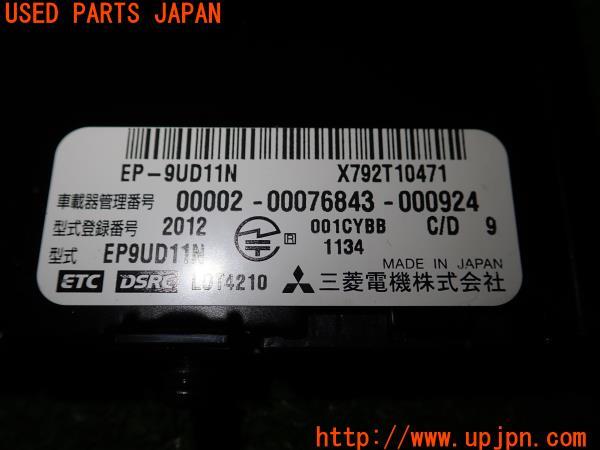 USED PARTS JAPAN
EP-9UD11N X792T10471
車載器管理番号 00002-00076843-000924
型式登録番号 2012 R 001CYBB C/D 9
型式 EP9UD11N 1134
MADE IN JAPAN
ETC DSRC LOT4210 三菱電機株式会社
http://www.upjpn.com/